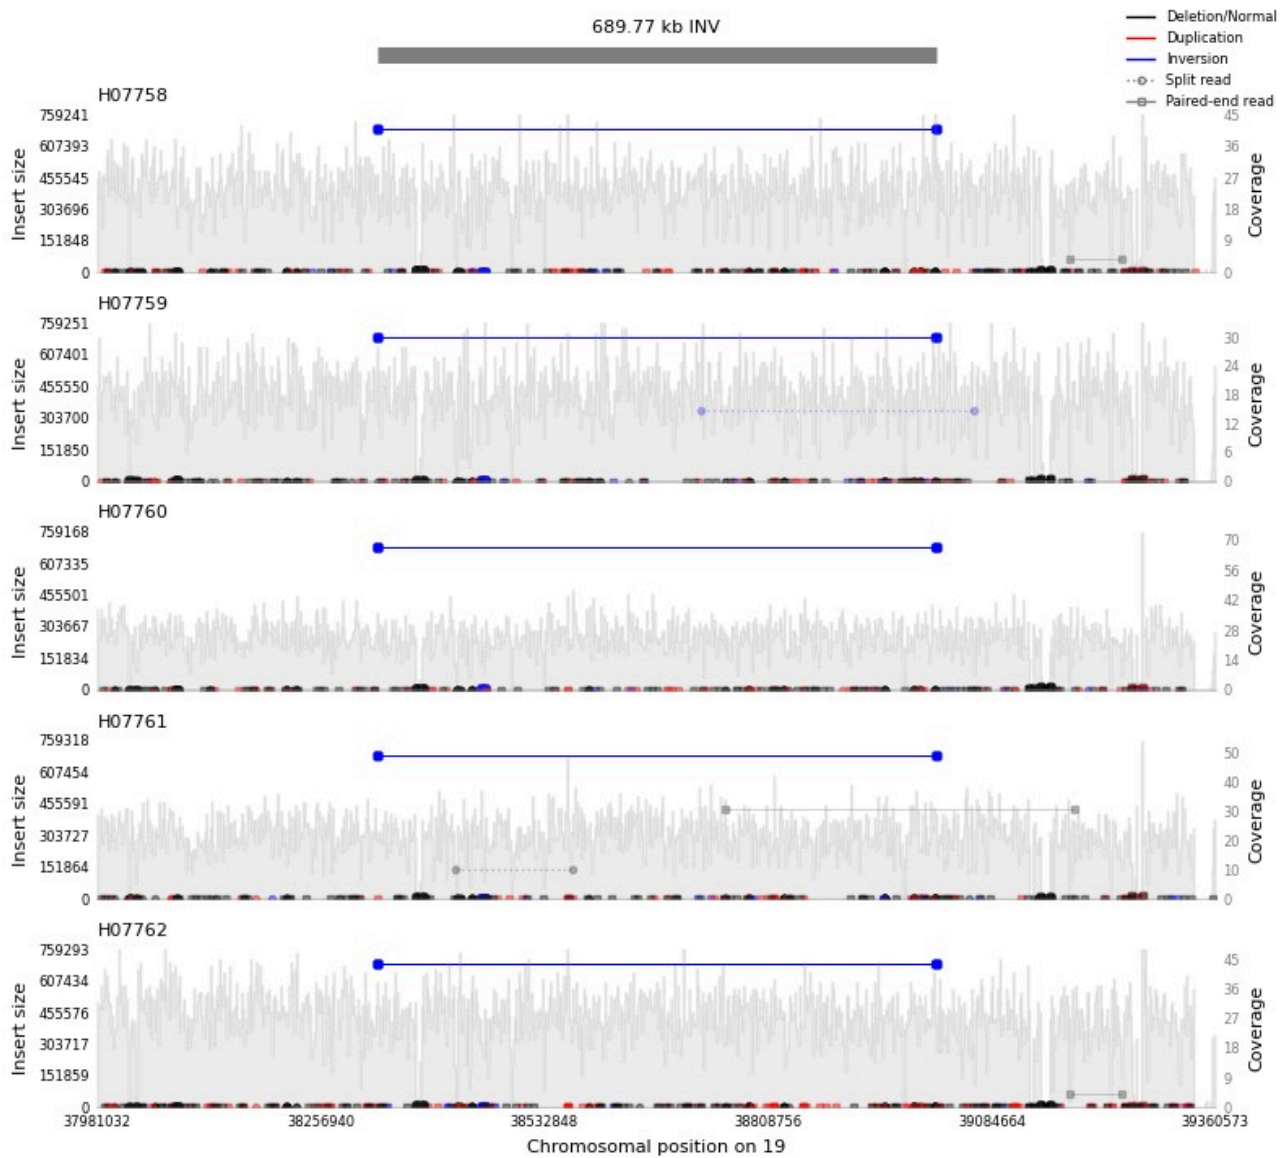 689.77 kb INV
Deletion/Normal
Duplication
Inversion
Split read
Paired-end read
H07758
Insert size
759241
607393
455545
303696
151848
0
45
36
27
18
9
0
Coverage
H07759
Insert size
759251
607401
455550
303700
151850
0
30
24
18
12
6
0
Coverage
H07760
Insert size
759168
607335
455501
303667
151834
0
70
56
42
28
14
0
Coverage
H07761
Insert size
759318
607454
455591
303727
151864
0
50
40
30
20
10
0
Coverage
H07762
Insert size
759293
607434
455576
303717
151859
0
45
36
27
18
9
0
Coverage
37981032 38256940 38532848 38808756 39084664 39360573
Chromosomal position on 19